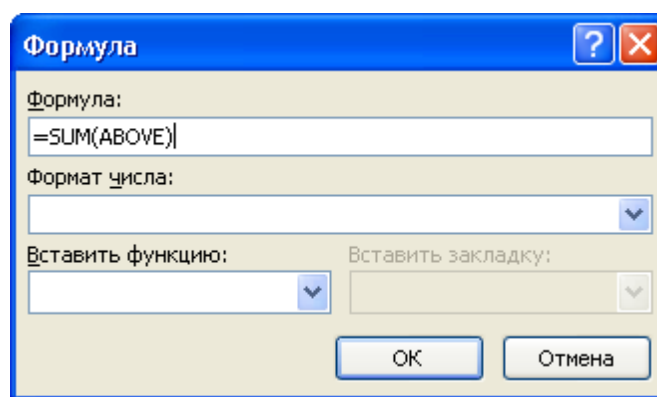 Формула
Формула:
=SUM(ABOVE)
Формат числа:
Вставить функцию: Вставить закладку:
ОК Отмена